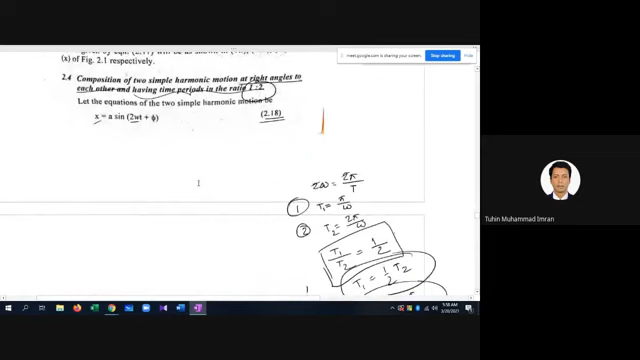 (x) of Fig. 2.1 respectively.
meet.google.com is sharing your screen.
Stop sharing
Hide
2.4 Composition of two simple harmonic motion at right angles to
each other and having time periods in the ratio 1:2
Let the equations of the two simple harmonic motion be
x = a sin (2wt + ϕ)
(2.18)
2ω = 2π/T
① T₁ = π/ω
② T₂ = 2π/ω
T₁/T₂ = 1/2
T₁ = 1/2 T₂
Tuhin Muhammad Imran
5:58 AM
2/20/2021